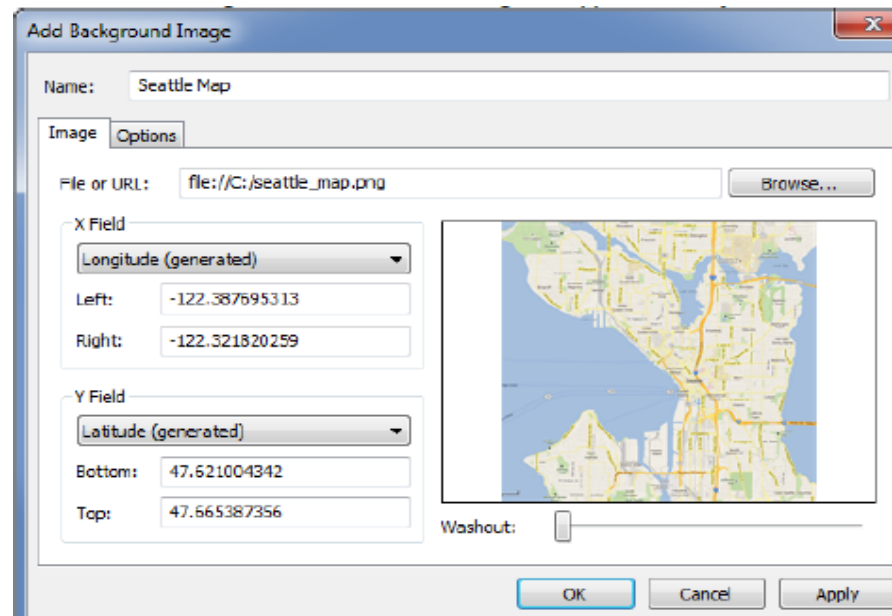 Add Background Image
Name: Seattle Map
Image Options
File or URL: file://C:/seattle_map.png Browse...
X Field
Longitude (generated)
Left: -122.387695313
Right: -122.321820259
Y Field
Latitude (generated)
Bottom: 47.621004342
Top: 47.665387356
Washout:
OK Cancel Apply